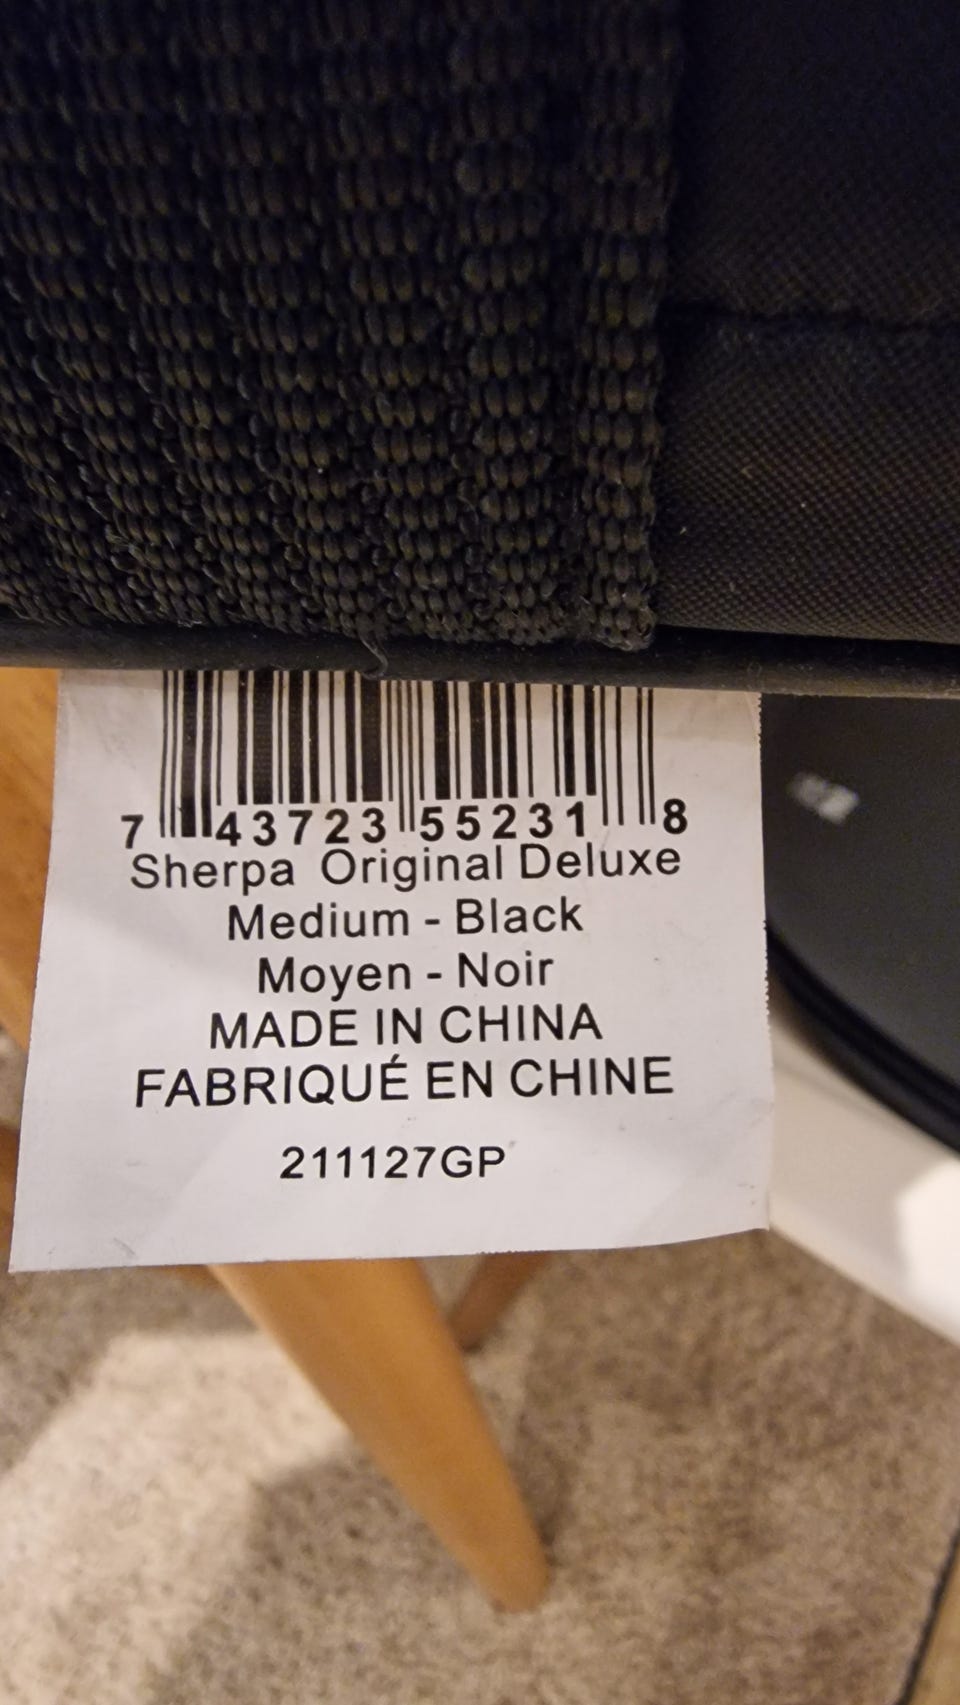 7 43723 55231 8
Sherpa Original Deluxe
Medium - Black
Moyen - Noir
MADE IN CHINA
FABRIQUÉ EN CHINE
211127GP